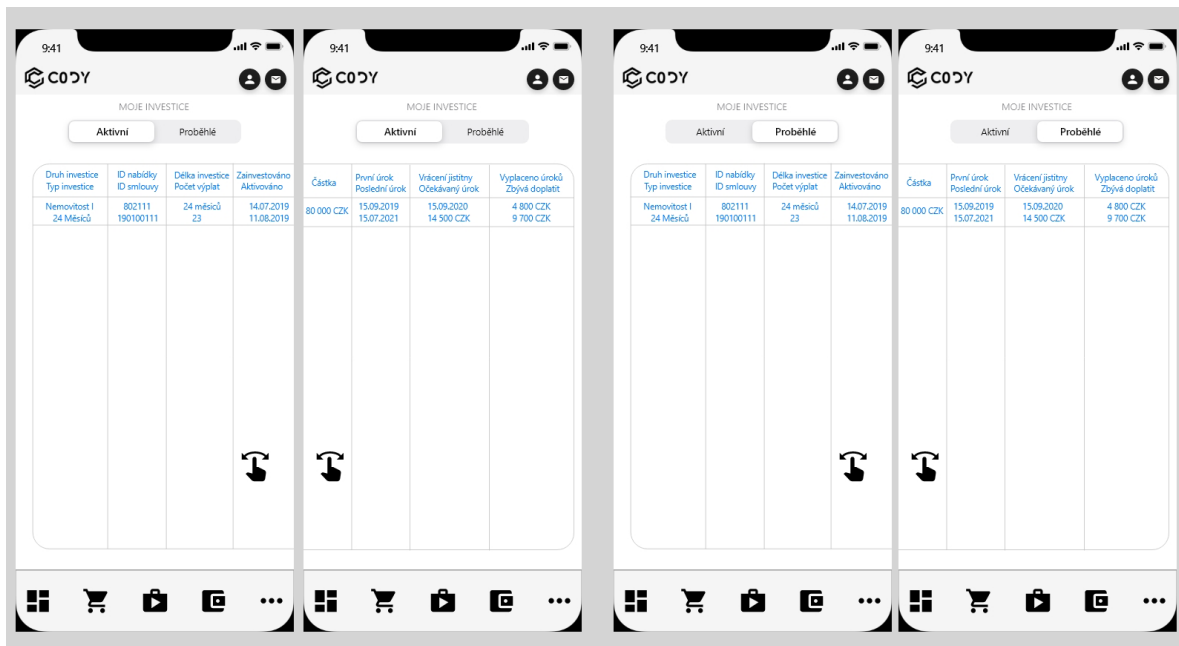 9:41
C0DY
MOJE INVESTICE
Aktivní Proběhlé
Druh investice ID nabídky Délka investice Zainvestováno
Typ investice ID smlouvy Počet výplat Aktivováno
Nemovitost I 802111 24 měsíců 14.07.2019
24 Měsíců 190100111 23 11.08.2019
9:41
C0DY
MOJE INVESTICE
Aktivní Proběhlé
Částka První úrok Vrácení jistitny Vyplaceno úroků
Poslední úrok Očekávaný úrok Zbývá doplatit
80 000 CZK 15.09.2019 15.09.2020 4 800 CZK
15.07.2021 14 500 CZK 9 700 CZK
9:41
C0DY
MOJE INVESTICE
Aktivní Proběhlé
Druh investice ID nabídky Délka investice Zainvestováno
Typ investice ID smlouvy Počet výplat Aktivováno
Nemovitost I 802111 24 měsíců 14.07.2019
24 Měsíců 190100111 23 11.08.2019
9:41
C0DY
MOJE INVESTICE
Aktivní Proběhlé
Částka První úrok Vrácení jistitny Vyplaceno úroků
Poslední úrok Očekávaný úrok Zbývá doplatit
80 000 CZK 15.09.2019 15.09.2020 4 800 CZK
15.07.2021 14 500 CZK 9 700 CZK